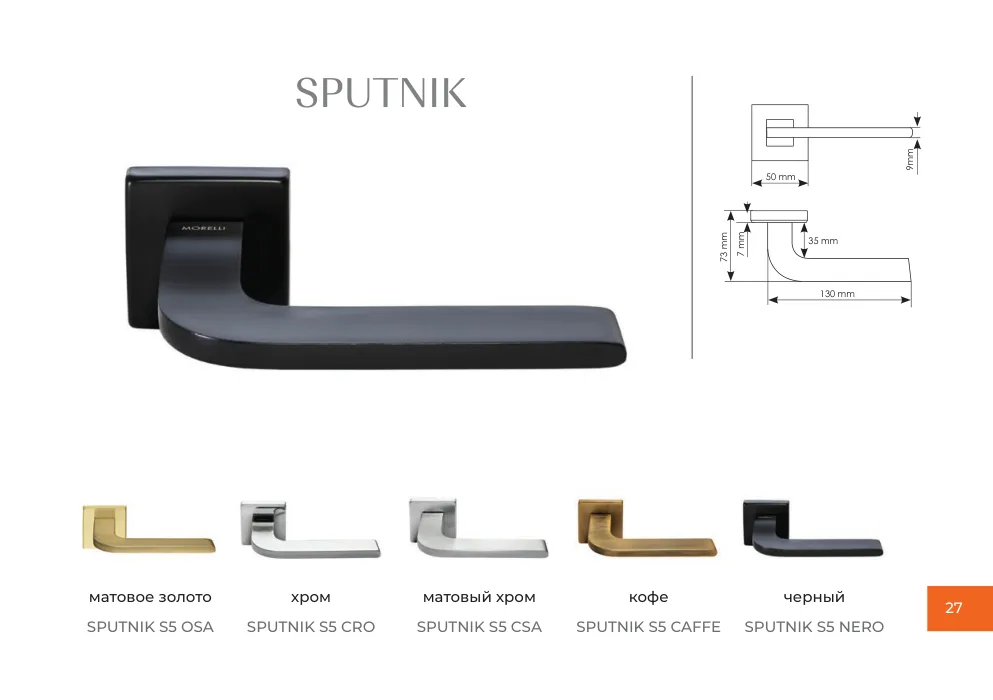 SPUTNIK
MORELLI
50 mm
9mm
73 mm
7 mm
35 mm
130 mm
матовое золото
хром
матовый хром
кофе
черный
SPUTNIK S5 OSA
SPUTNIK S5 CRO
SPUTNIK S5 CSA
SPUTNIK S5 CAFFE
SPUTNIK S5 NERO
27